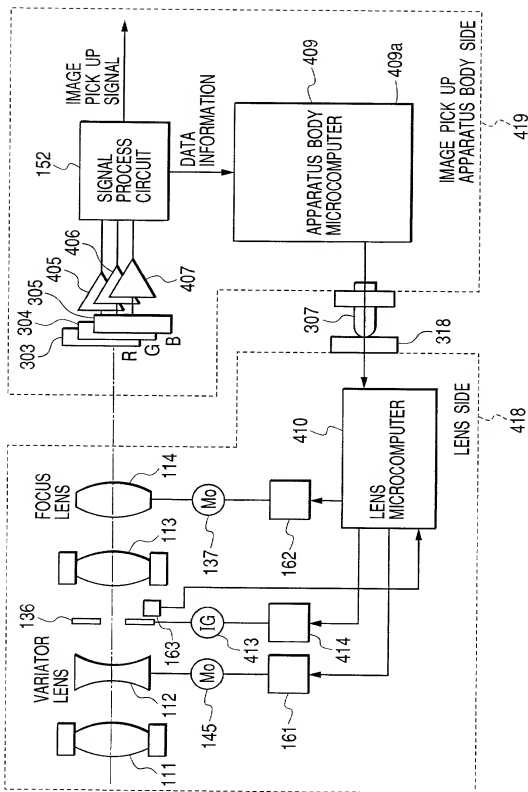 IMAGE
PICK UP
SIGNAL
152
SIGNAL
PROCESS
CIRCUIT
DATA
INFORMATION
409
APPARATUS BODY
MICROCOMPUTER
409a
IMAGE PICK UP
APPARATUS BODY SIDE
419
405
406
407
303
304
305
R
G
B
307
318
FOCUS
LENS
114
113
136
VARIATOR
LENS
112
111
Mo
137
163
IG
413
Mo
145
162
414
161
410
LENS
MICROCOMPUTER
LENS SIDE
418